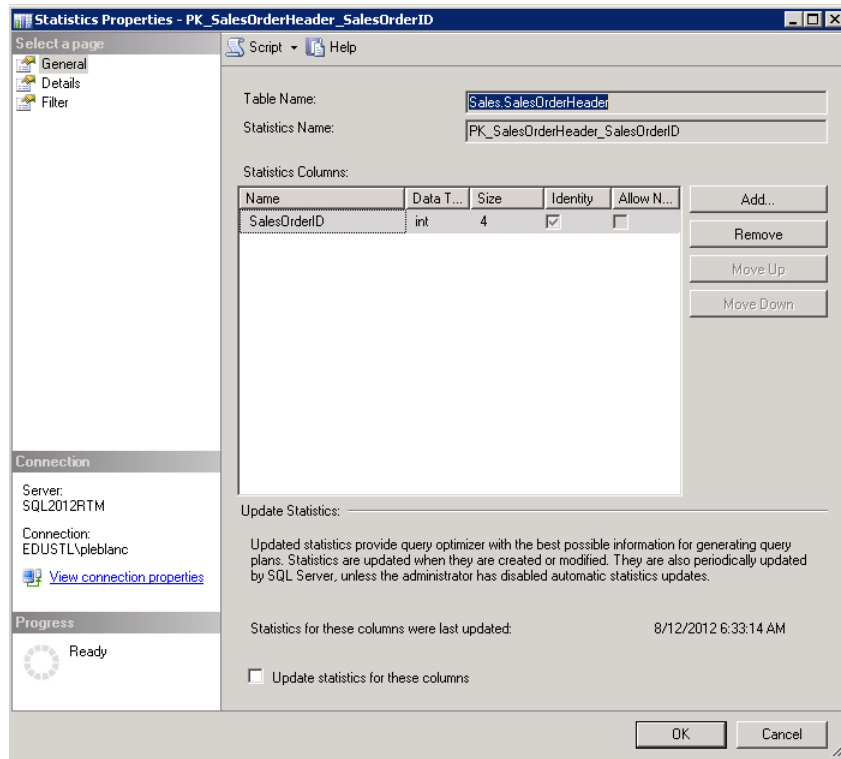 Statistics Properties - PK_SalesOrderHeader_SalesOrderID
Select a page
General
Details
Filter
Script Help
Table Name: Sales.SalesOrderHeader
Statistics Name: PK_SalesOrderHeader_SalesOrderID
Statistics Columns:
Name Data T... Size Identity Allow N...
SalesOrderID int 4
Add...
Remove
Move Up
Move Down
Connection
Server:
SQL2012RTM
Connection:
EDUSTL\pleblanc
View connection properties
Progress
Ready
Update Statistics:
Updated statistics provide query optimizer with the best possible information for generating query
plans. Statistics are updated when they are created or modified. They are also periodically updated
by SQL Server, unless the administrator has disabled automatic statistics updates.
Statistics for these columns were last updated: 8/12/2012 6:33:14 AM
Update statistics for these columns
OK Cancel